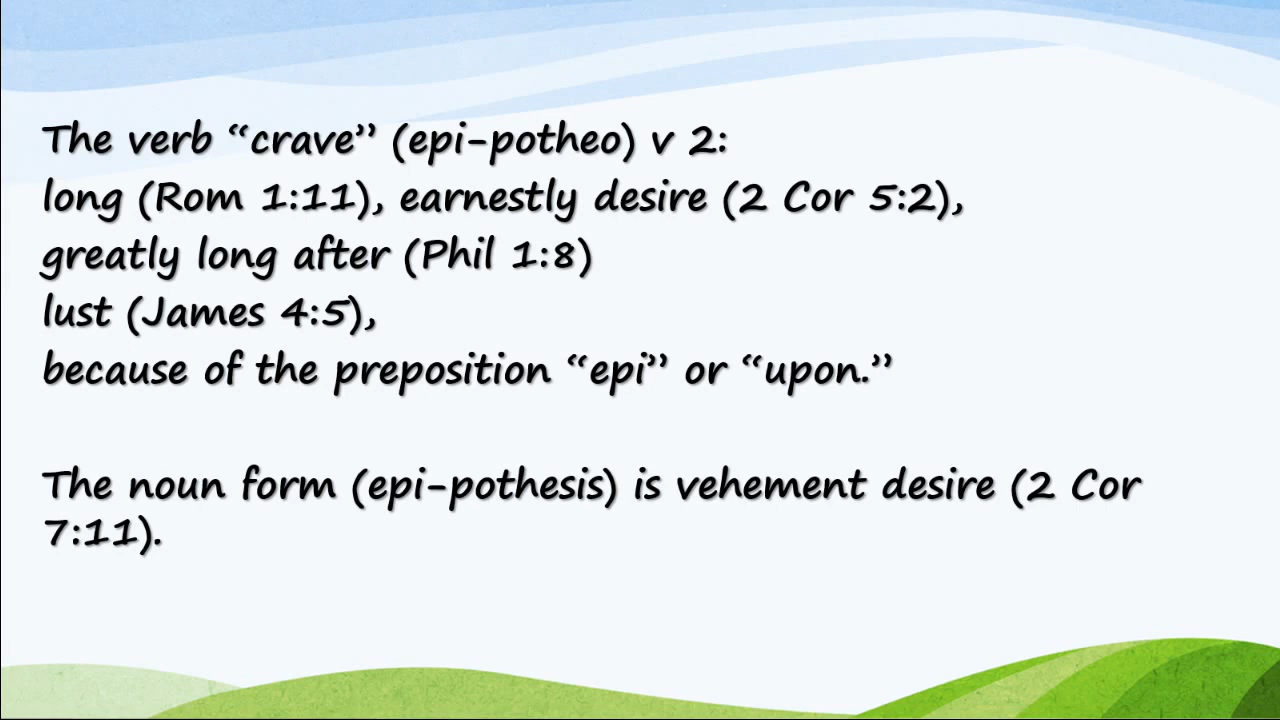 The verb “crave” (epi-potheo) v 2:
long (Rom 1:11), earnestly desire (2 Cor 5:2),
greatly long after (Phil 1:8)
lust (James 4:5),
because of the preposition “epi” or “upon.”
The noun form (epi-pothesis) is vehement desire (2 Cor
7:11).